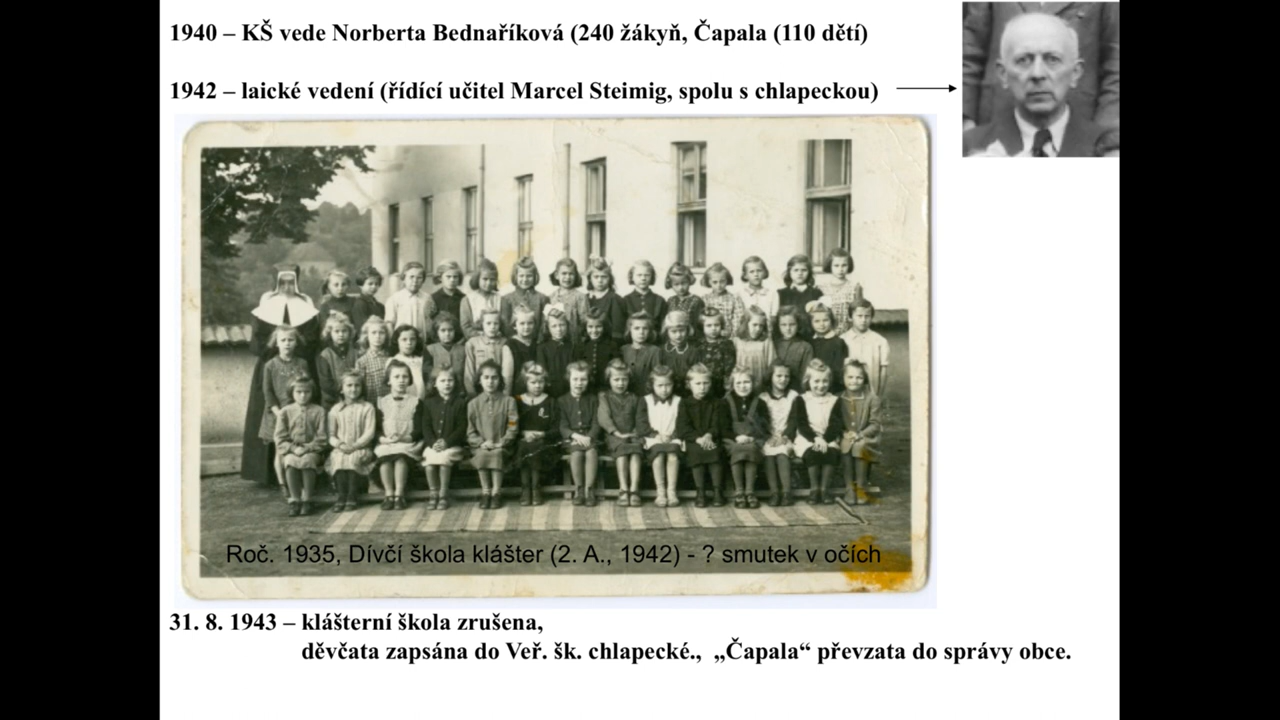 1940 – KŠ vede Norberta Bednaříková (240 žákyň, Čapala (110 dětí)
1942 – laické vedení (řídící učitel Marcel Steimig, spolu s chlapeckou)
Roč. 1935, Dívčí škola klášter (2. A., 1942) - ? smutek v očích
31. 8. 1943 – klášterní škola zrušena,
děvčata zapsána do Veř. šk. chlapecké., „Čapala“ převzata do správy obce.